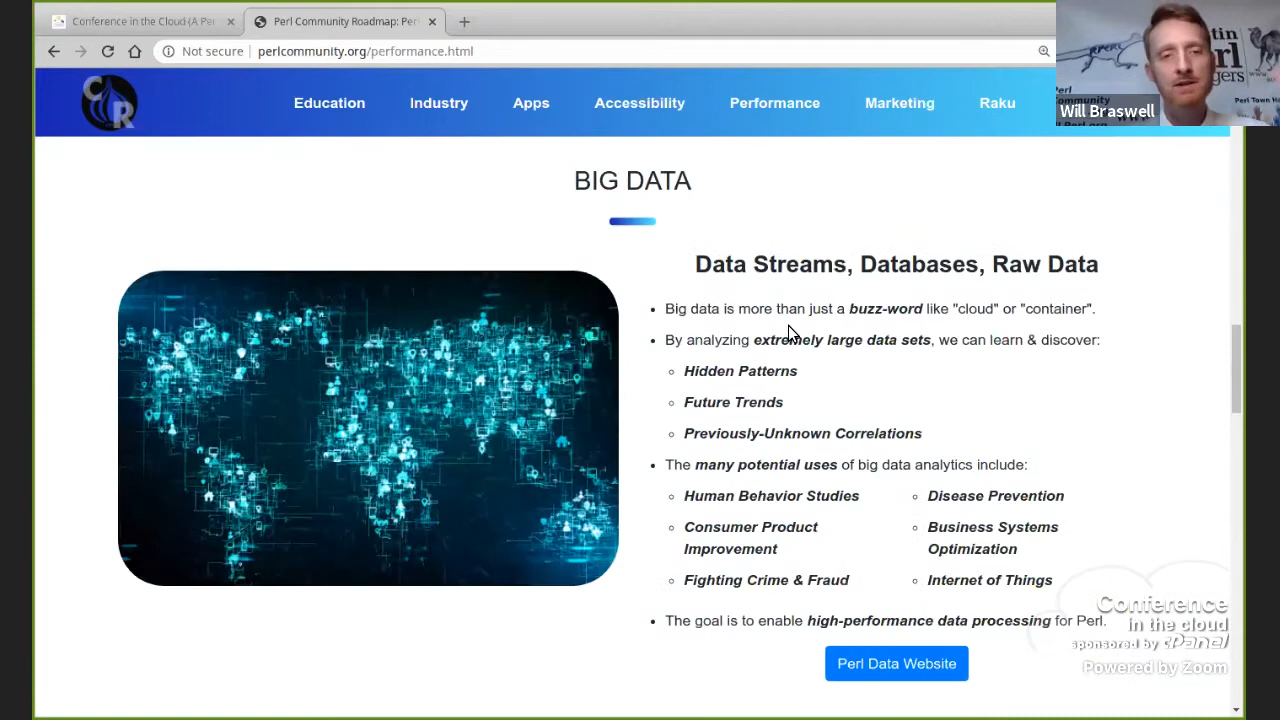 Conference in the Cloud (A Pe
Perl Community Roadmap: Per
Not secure
perlcommunity.org/performance.html
Will Braswell
C
R
Education
Industry
Apps
Accessibility
Performance
Marketing
Raku
BIG DATA
Data Streams, Databases, Raw Data
Big data is more than just a buzz-word like "cloud" or "container".
By analyzing extremely large data sets, we can learn & discover:
Hidden Patterns
Future Trends
Previously-Unknown Correlations
The many potential uses of big data analytics include:
Human Behavior Studies
Disease Prevention
Consumer Product
Improvement
Business Systems
Optimization
Fighting Crime & Fraud
Internet of Things
The goal is to enable high-performance data processing for Perl.
Perl Data Website
Conference
in the cloud
sponsored by cPanel
Powered by Zoom